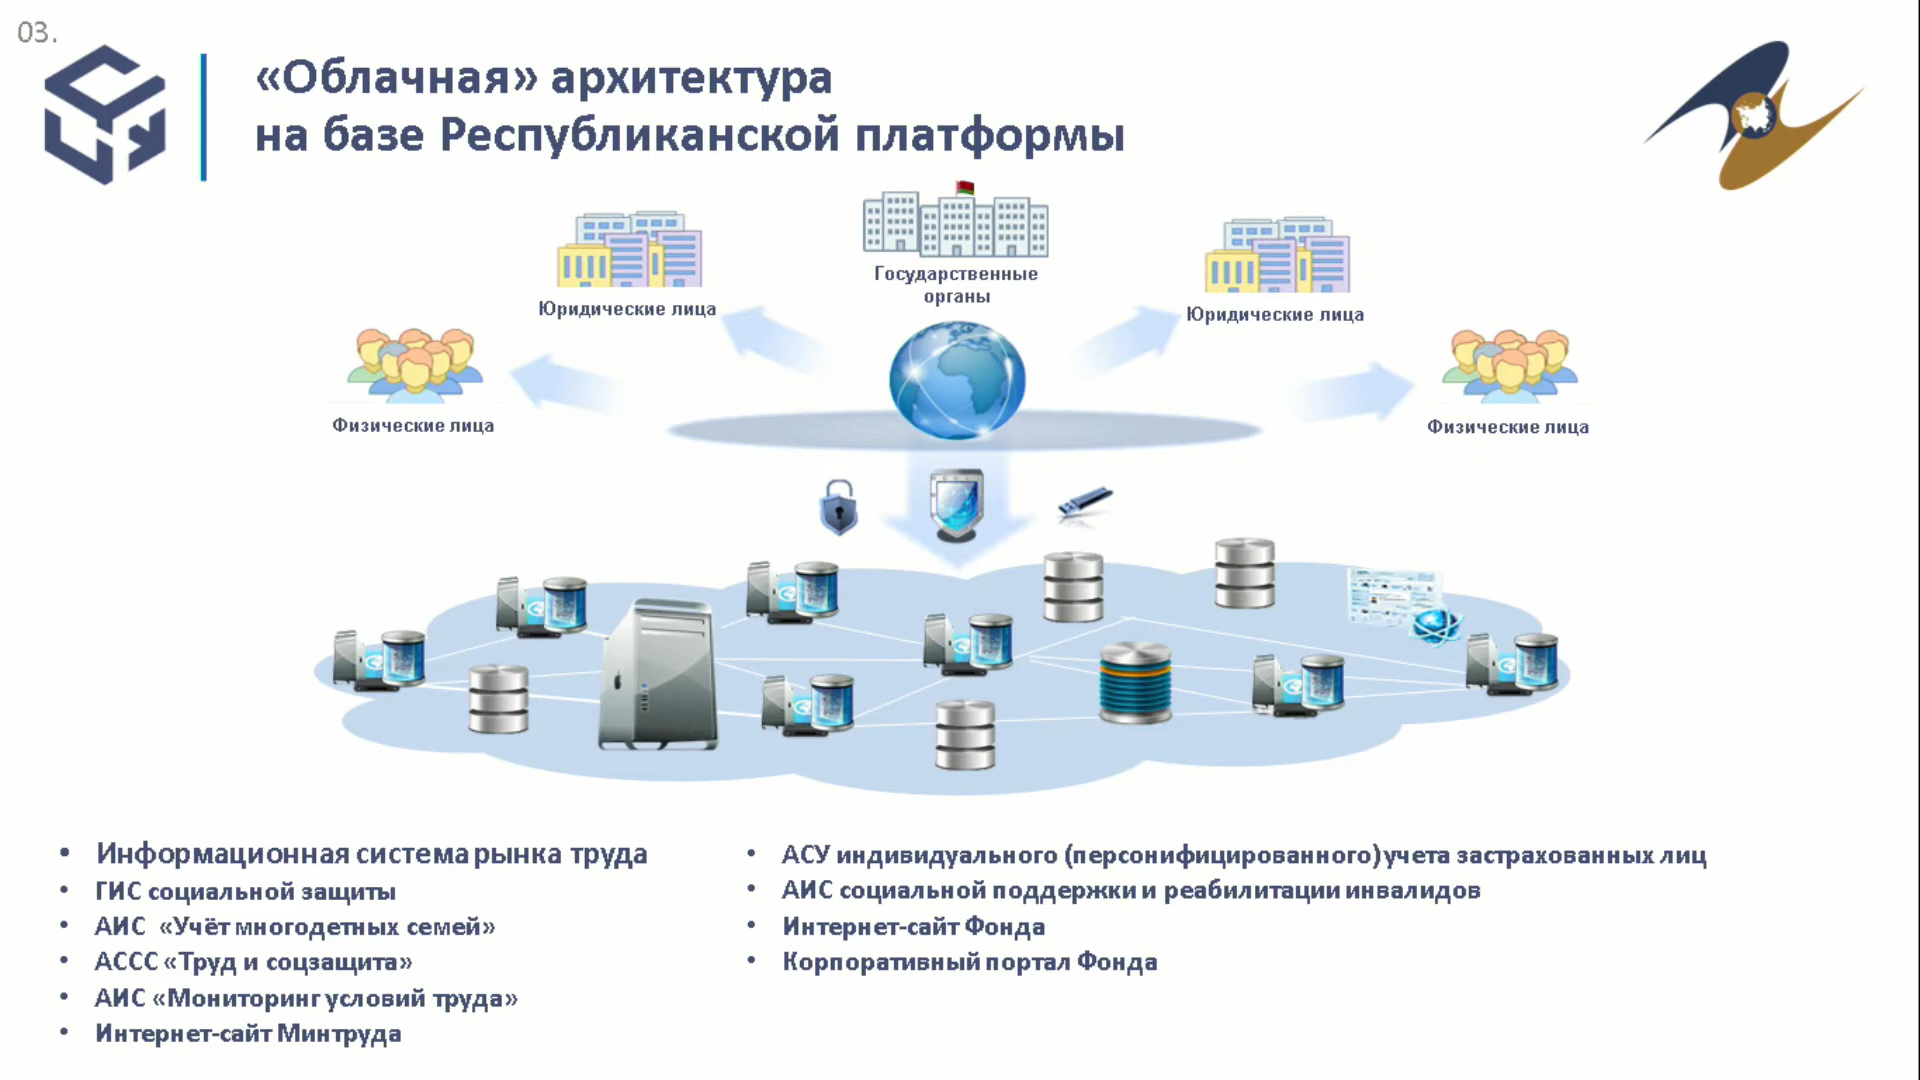 03.
«Облачная» архитектура
на базе Республиканской платформы
Государственные
органы
Юридические лица
Юридические лица
Физические лица
Физические лица
• Информационная система рынка труда
• ГИС социальной защиты
• АИС «Учёт многодетных семей»
• АССС «Труд и соцзащита»
• АИС «Мониторинг условий труда»
• Интернет-сайт Минтруда
• АСУ индивидуального (персонифицированного) учета застрахованных лиц
• АИС социальной поддержки и реабилитации инвалидов
• Интернет-сайт Фонда
• Корпоративный портал Фонда